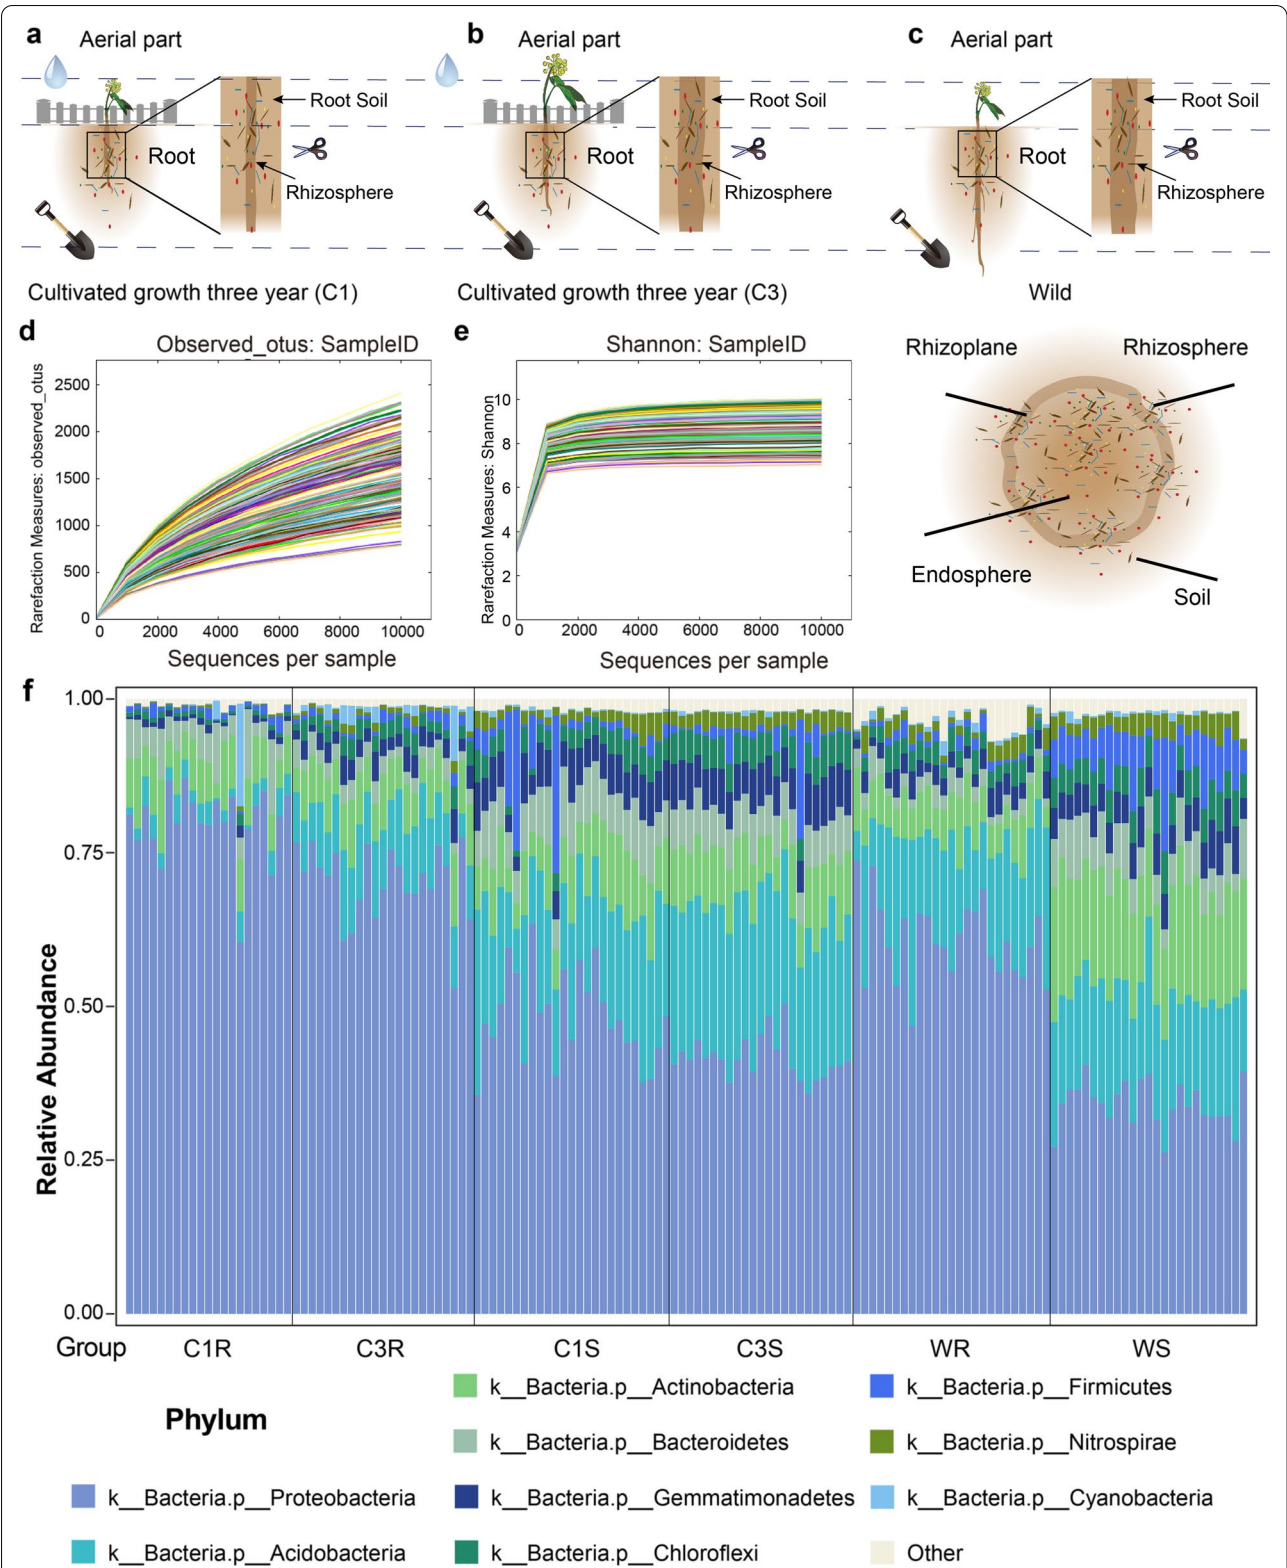 a
Aerial part
Root Soil
Root
Rhizosphere
Cultivated growth three year (C1)
b
Aerial part
Root Soil
Root
Rhizosphere
Cultivated growth three year (C3)
c
Aerial part
Root Soil
Root
Rhizosphere
Wild
d
Observed_otus: SampleID
Rarefaction Measures: observed_otus
2500
2000
1500
1000
500
0
0 2000 4000 6000 8000 10000
Sequences per sample
e
Shannon: SampleID
Rarefaction Measures: Shannon
10
8
6
4
2
0
0 2000 4000 6000 8000 10000
Sequences per sample
Rhizoplane
Rhizosphere
Endosphere
Soil
f
Relative Abundance
1.00
0.75
0.50
0.25
0.00
Group C1R C3R C1S C3S WR WS
Phylum
k__Bacteria.p__Proteobacteria
k__Bacteria.p__Acidobacteria
k__Bacteria.p__Actinobacteria
k__Bacteria.p__Bacteroidetes
k__Bacteria.p__Gemmatimonadetes
k__Bacteria.p__Chloroflexi
k__Bacteria.p__Firmicutes
k__Bacteria.p__Nitrospirae
k__Bacteria.p__Cyanobacteria
Other